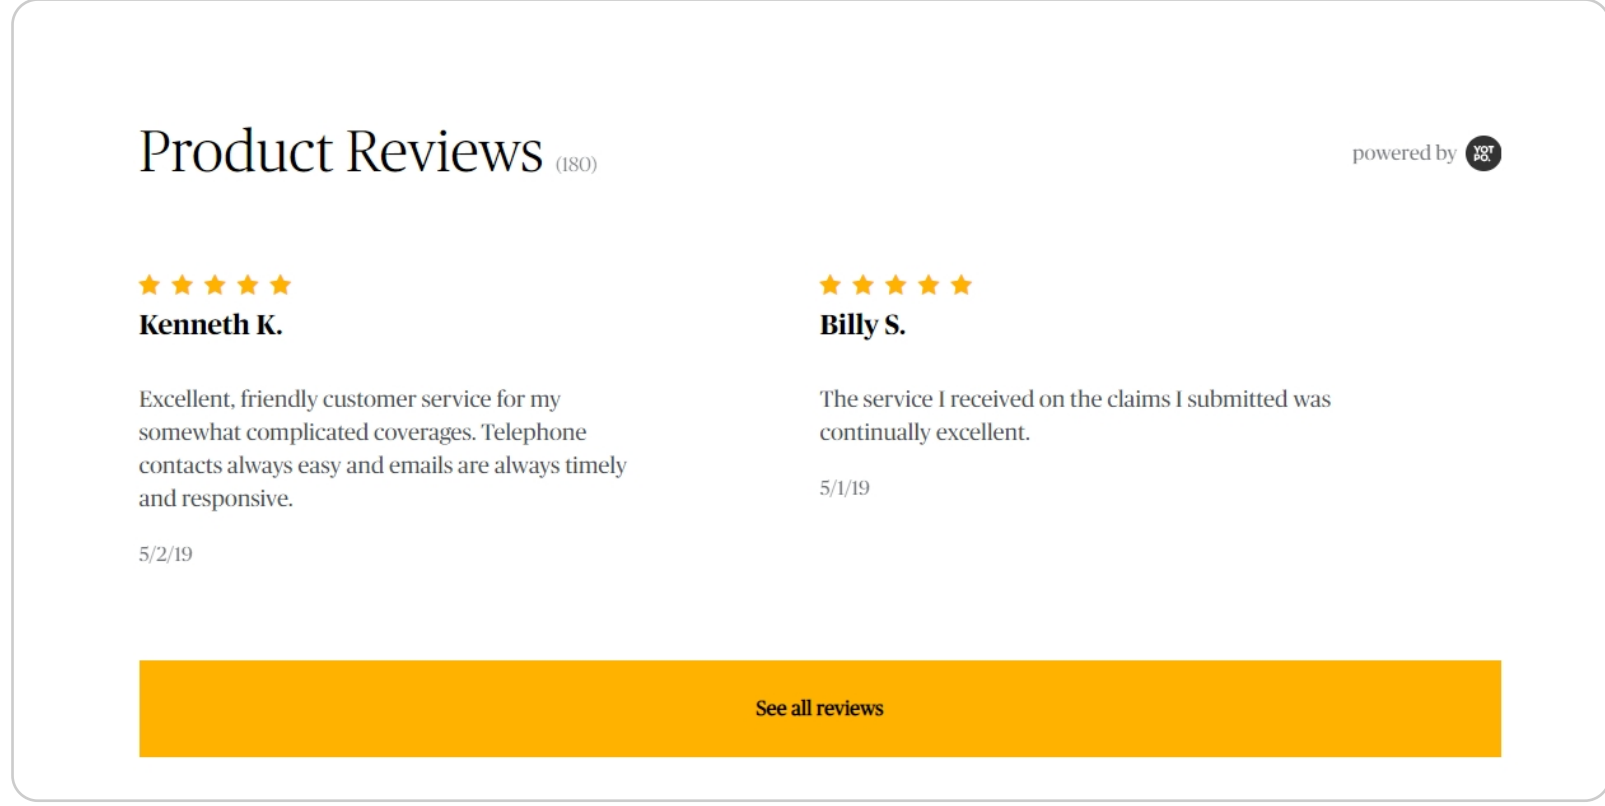 Product Reviews (180)
powered by YOTPO.
Kenneth K.
Excellent, friendly customer service for my
somewhat complicated coverages. Telephone
contacts always easy and emails are always timely
and responsive.
5/2/19
Billy S.
The service I received on the claims I submitted was
continually excellent.
5/1/19
See all reviews